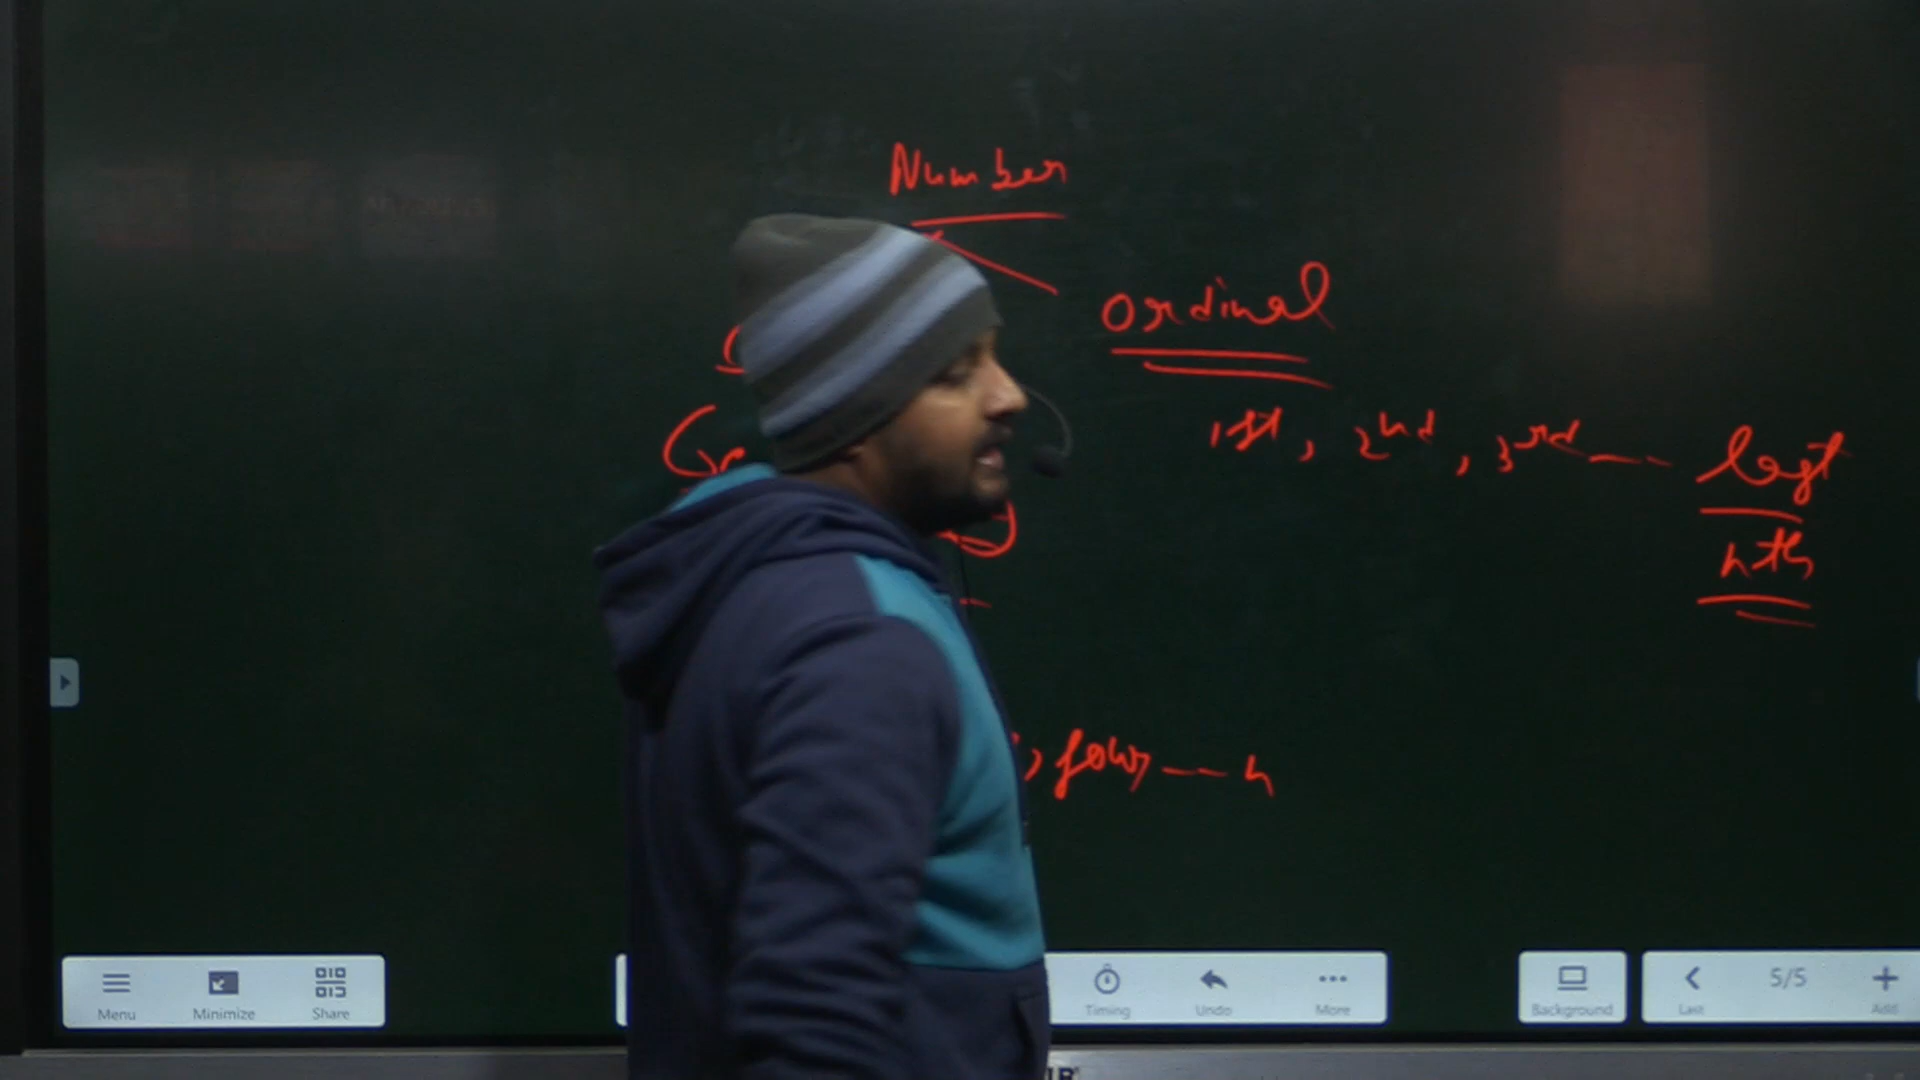 Number
Ordinal
1st, 2nd, 3rd --- last
nth
, four --- n
Menu Minimize Share Timing Undo More Background Last 5/5 Add